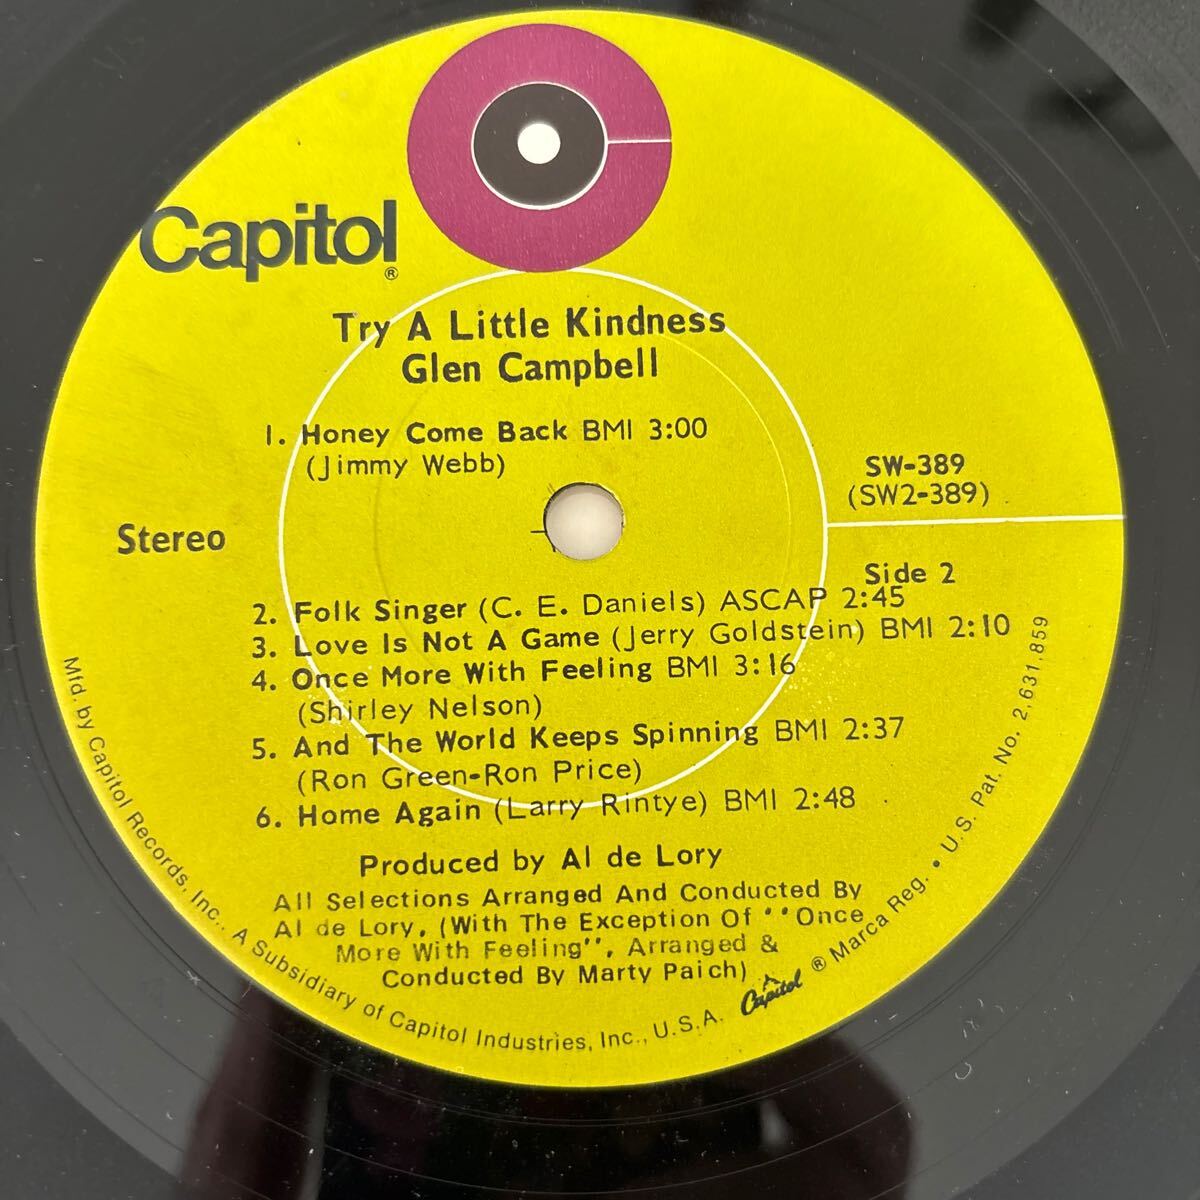 Capitol®
Try A Little Kindness
Glen Campbell
1. Honey Come Back BMI 3:00
(Jimmy Webb)
SW-389
(SW2-389)
Stereo
Side 2
2. Folk Singer (C. E. Daniels) ASCAP 2:45
3. Love Is Not A Game (Jerry Goldstein) BMI 2:10
4. Once More With Feeling BMI 3:16
(Shirley Nelson)
5. And The World Keeps Spinning BMI 2:37
(Ron Green-Ron Price)
6. Home Again (Larry Rintye) BMI 2:48
Produced by Al de Lory
All Selections Arranged And Conducted By
Al de Lory, (With The Exception Of ‘‘Once
More With Feeling’’, Arranged &
Conducted By Marty Paich)
Mfd. by Capitol Records, Inc., A Subsidiary of Capitol Industries, Inc., U.S.A. Capitol ® Marca Reg. • U.S. Pat. No. 2,631,859